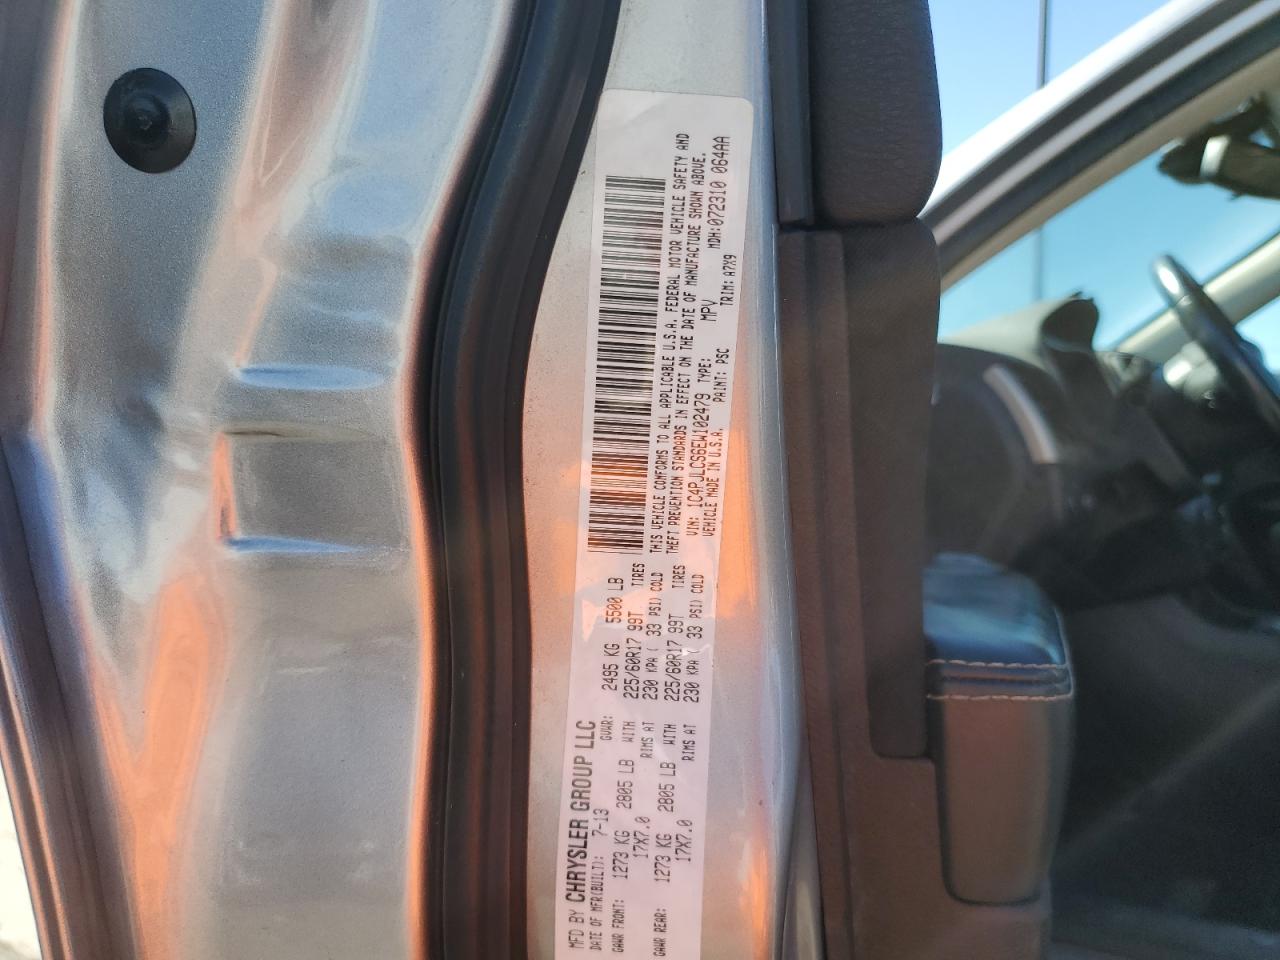 MFD BY CHRYSLER GROUP LLC
DATE OF MFR(BUILT): 7-13 GVWR: 2495 KG 5500 LB
GAWR FRONT: 1273 KG 2805 LB WITH 225/60R17 99T TIRES
17X7.0 RIMS AT 230 KPA ( 33 PSI) COLD
GAWR REAR: 1273 KG 2805 LB WITH 225/60R17 99T TIRES
17X7.0 RIMS AT 230 KPA ( 33 PSI) COLD
THIS VEHICLE CONFORMS TO ALL APPLICABLE U.S.A. FEDERAL MOTOR VEHICLE SAFETY AND
THEFT PREVENTION STANDARDS IN EFFECT ON THE DATE OF MANUFACTURE SHOWN ABOVE.
VIN: 1C4PJLCS6EW102479 TYPE: MPV MDH:072310 064AA
VEHICLE MADE IN U.S.A. PAINT: PSC TRIM: A7X9